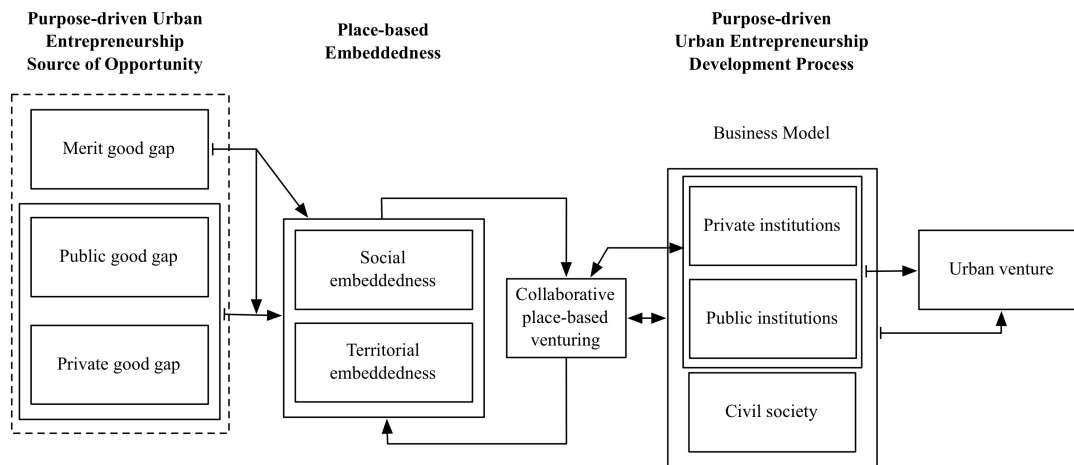 Purpose-driven Urban
Entrepreneurship
Source of Opportunity
Place-based
Embeddedness
Purpose-driven
Urban Entrepreneurship
Development Process
Merit good gap
Public good gap
Private good gap
Social
embeddedness
Territorial
embeddedness
Collaborative
place-based
venturing
Business Model
Private institutions
Public institutions
Civil society
Urban venture